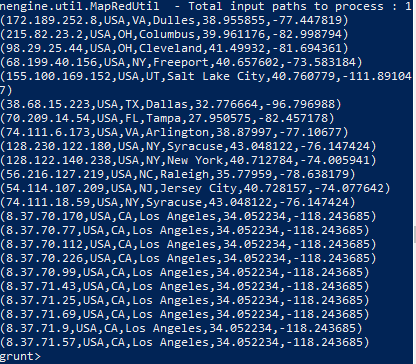 nengine.util.MapRedUtil  - Total input paths to process : 1
(172.189.252.8,USA,VA,Dulles,38.955855,-77.447819)
(215.82.23.2,USA,OH,Columbus,39.961176,-82.998794)
(98.29.25.44,USA,OH,Cleveland,41.49932,-81.694361)
(68.199.40.156,USA,NY,Freeport,40.657602,-73.583184)
(155.100.169.152,USA,UT,Salt Lake City,40.760779,-111.89104
7)
(38.68.15.223,USA,TX,Dallas,32.776664,-96.796988)
(70.209.14.54,USA,FL,Tampa,27.950575,-82.457178)
(74.111.6.173,USA,VA,Arlington,38.87997,-77.10677)
(128.230.122.180,USA,NY,Syracuse,43.048122,-76.147424)
(128.122.140.238,USA,NY,New York,40.712784,-74.005941)
(56.216.127.219,USA,NC,Raleigh,35.77959,-78.638179)
(54.114.107.209,USA,NJ,Jersey City,40.728157,-74.077642)
(74.111.18.59,USA,NY,Syracuse,43.048122,-76.147424)
(8.37.70.170,USA,CA,Los Angeles,34.052234,-118.243685)
(8.37.70.77,USA,CA,Los Angeles,34.052234,-118.243685)
(8.37.70.112,USA,CA,Los Angeles,34.052234,-118.243685)
(8.37.70.226,USA,CA,Los Angeles,34.052234,-118.243685)
(8.37.70.99,USA,CA,Los Angeles,34.052234,-118.243685)
(8.37.71.43,USA,CA,Los Angeles,34.052234,-118.243685)
(8.37.71.25,USA,CA,Los Angeles,34.052234,-118.243685)
(8.37.71.69,USA,CA,Los Angeles,34.052234,-118.243685)
(8.37.71.9,USA,CA,Los Angeles,34.052234,-118.243685)
(8.37.71.57,USA,CA,Los Angeles,34.052234,-118.243685)
grunt>